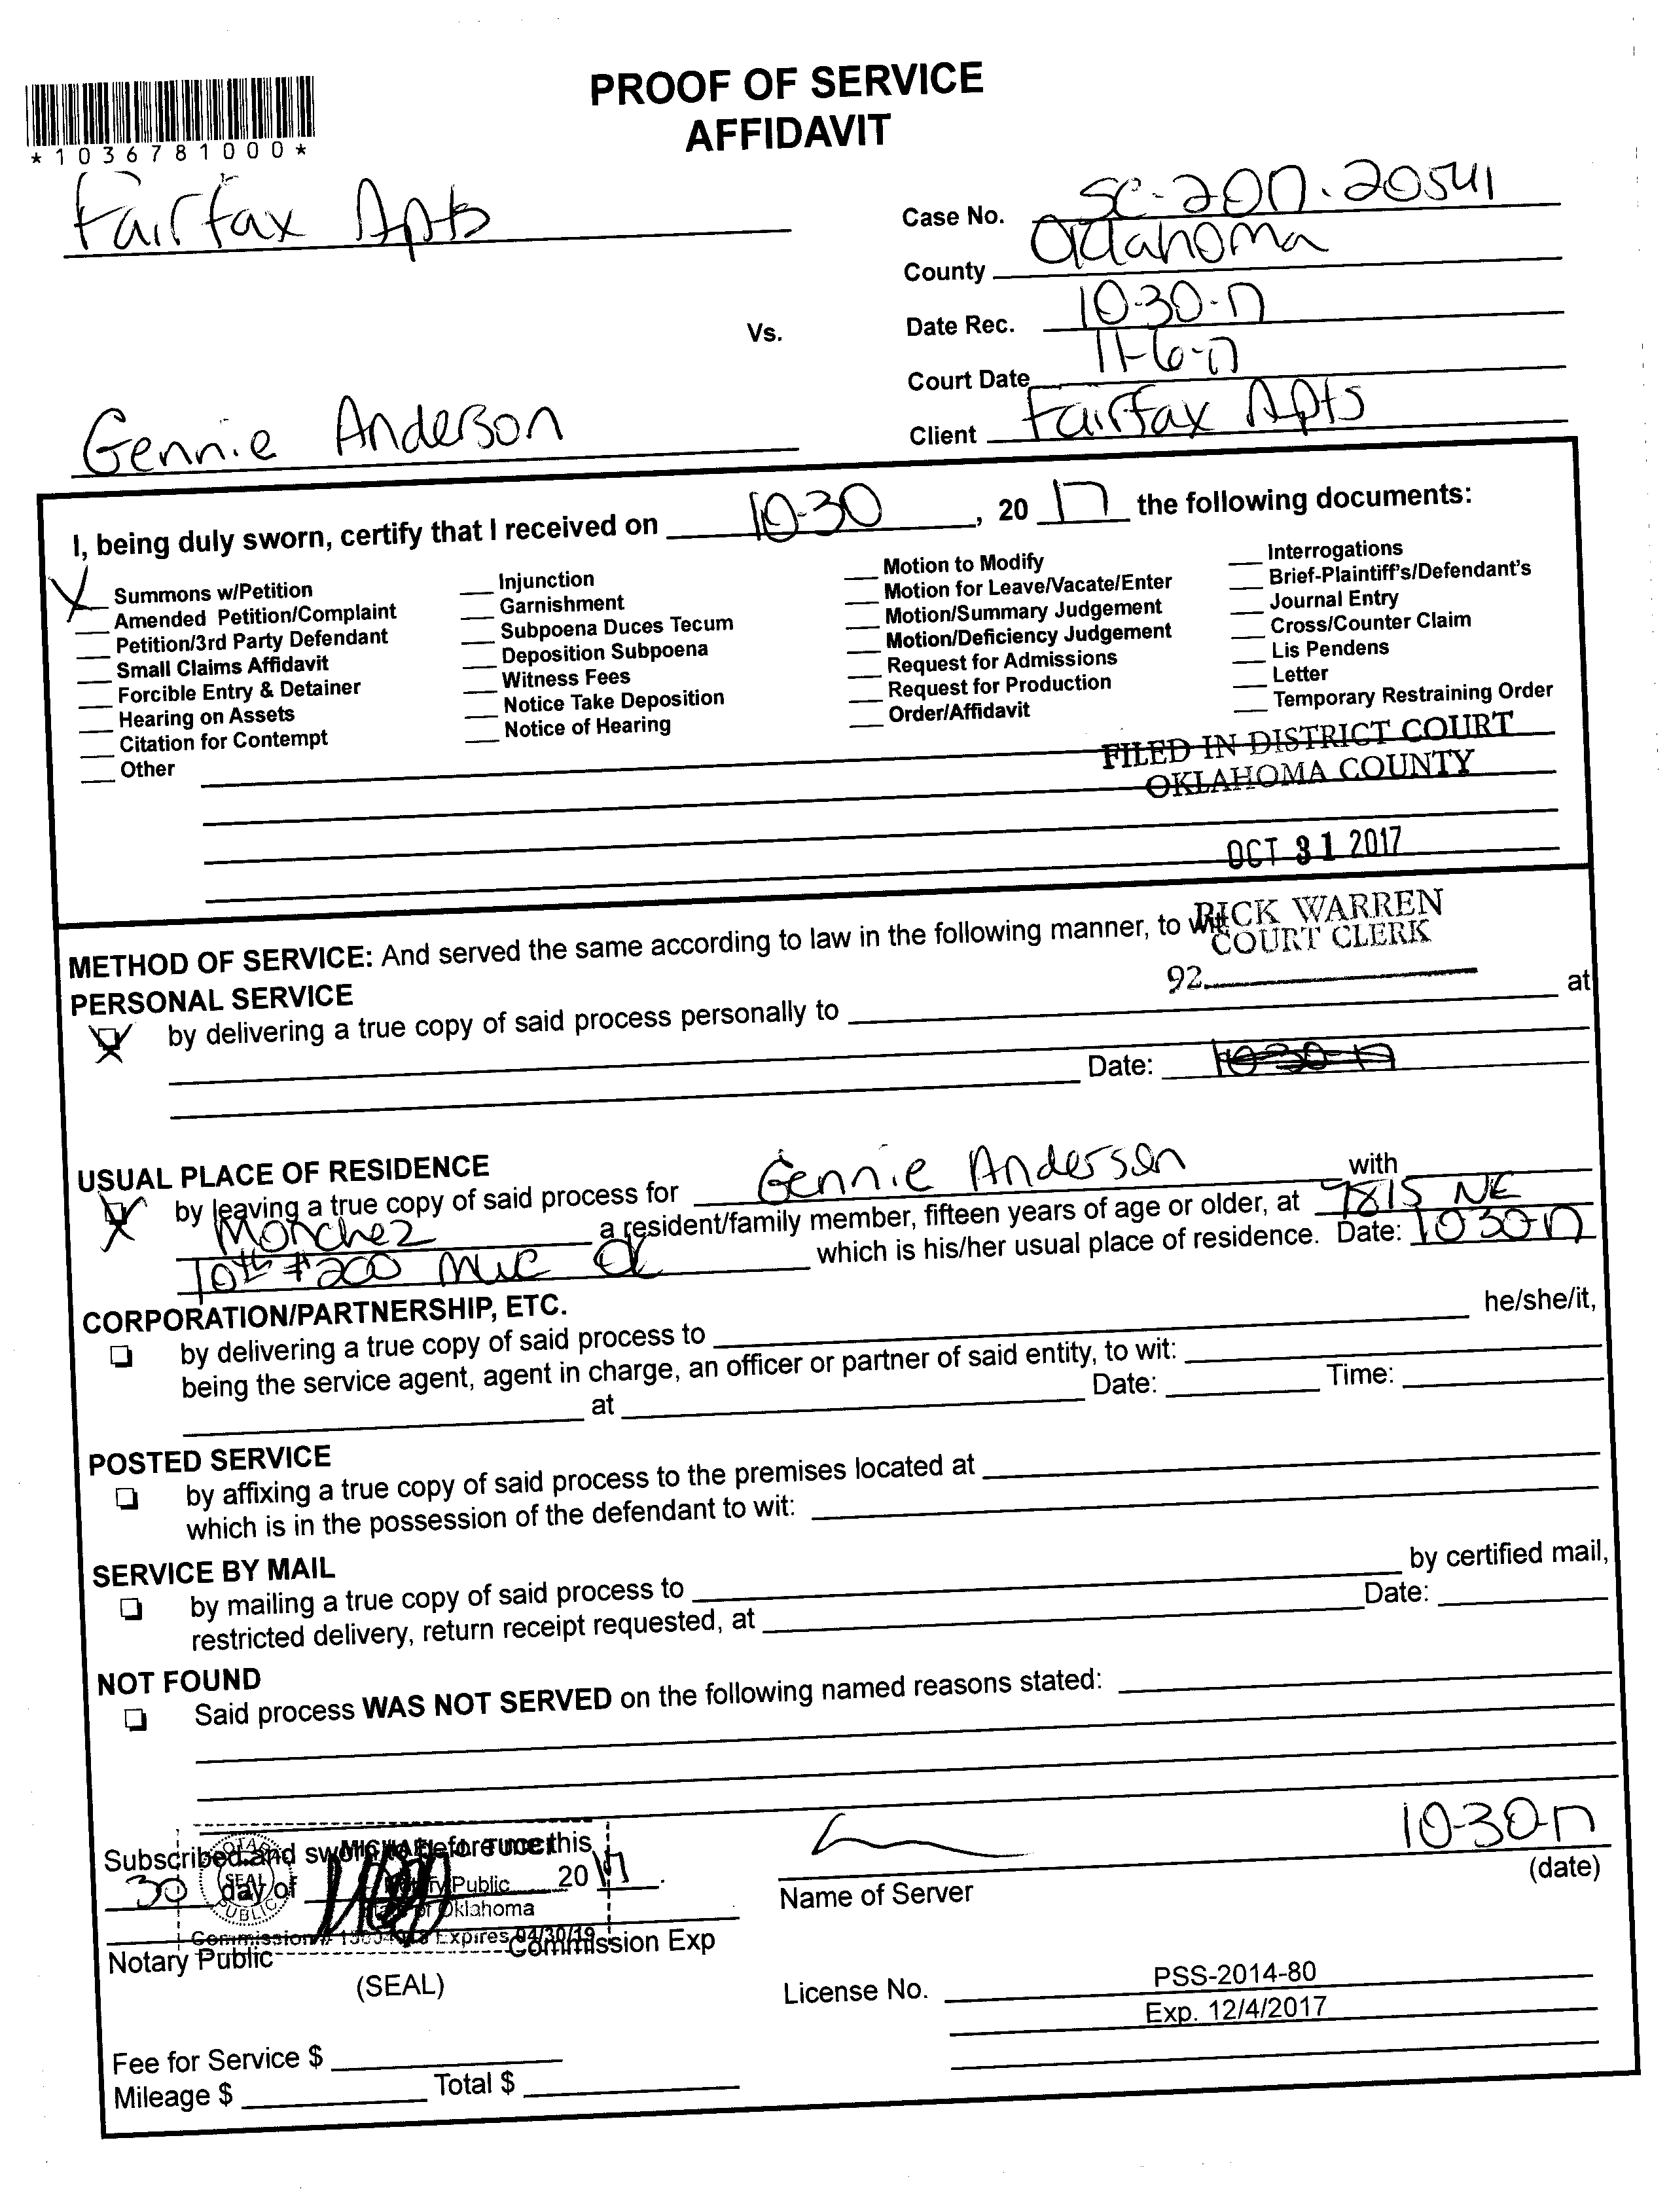 PROOF OF SERVICE
AFFIDAVIT
*1036781000*
Fairfax Apts
Case No. SC-2017-20541
County Oklahoma
Vs.
Date Rec. 10-30-17
Court Date 11-6-17
Gennie Anderson
Client Fairfax Apts
I, being duly sworn, certify that I received on 10-30, 20 17 the following documents:
X Summons w/Petition
Amended Petition/Complaint
Petition/3rd Party Defendant
Small Claims Affidavit
Forcible Entry & Detainer
Hearing on Assets
Citation for Contempt
Other
Injunction
Garnishment
Subpoena Duces Tecum
Deposition Subpoena
Witness Fees
Notice Take Deposition
Notice of Hearing
Motion to Modify
Motion for Leave/Vacate/Enter
Motion/Summary Judgement
Motion/Deficiency Judgement
Request for Admissions
Request for Production
Order/Affidavit
Interrogations
Brief-Plaintiff's/Defendant's
Journal Entry
Cross/Counter Claim
Lis Pendens
Letter
Temporary Restraining Order
FILED IN DISTRICT COURT
OKLAHOMA COUNTY
OCT 31 2017
RICK WARREN
COURT CLERK
92
METHOD OF SERVICE: And served the same according to law in the following manner, to wit:
PERSONAL SERVICE
X by delivering a true copy of said process personally to at
Date: 10-30-17
USUAL PLACE OF RESIDENCE
X by leaving a true copy of said process for Gennie Anderson with
Monchez a resident/family member, fifteen years of age or older, at 9815 NE
10th #200 MWC OK which is his/her usual place of residence. Date: 10 30-17
CORPORATION/PARTNERSHIP, ETC.
by delivering a true copy of said process to he/she/it,
being the service agent, agent in charge, an officer or partner of said entity, to wit:
at Date: Time:
POSTED SERVICE
by affixing a true copy of said process to the premises located at
which is in the possession of the defendant to wit:
SERVICE BY MAIL
by mailing a true copy of said process to by certified mail,
restricted delivery, return receipt requested, at Date:
NOT FOUND
Said process WAS NOT SERVED on the following named reasons stated:
Subscribed and sworn to before me this
30 day of 20 17.
NOTARY PUBLIC SEAL
Notary Public
State of Oklahoma
Expires 04/30/19
Notary Public Commission Exp
(SEAL)
10-30-17
Name of Server (date)
License No. PSS-2014-80
Exp. 12/4/2017
Fee for Service $
Mileage $ Total $